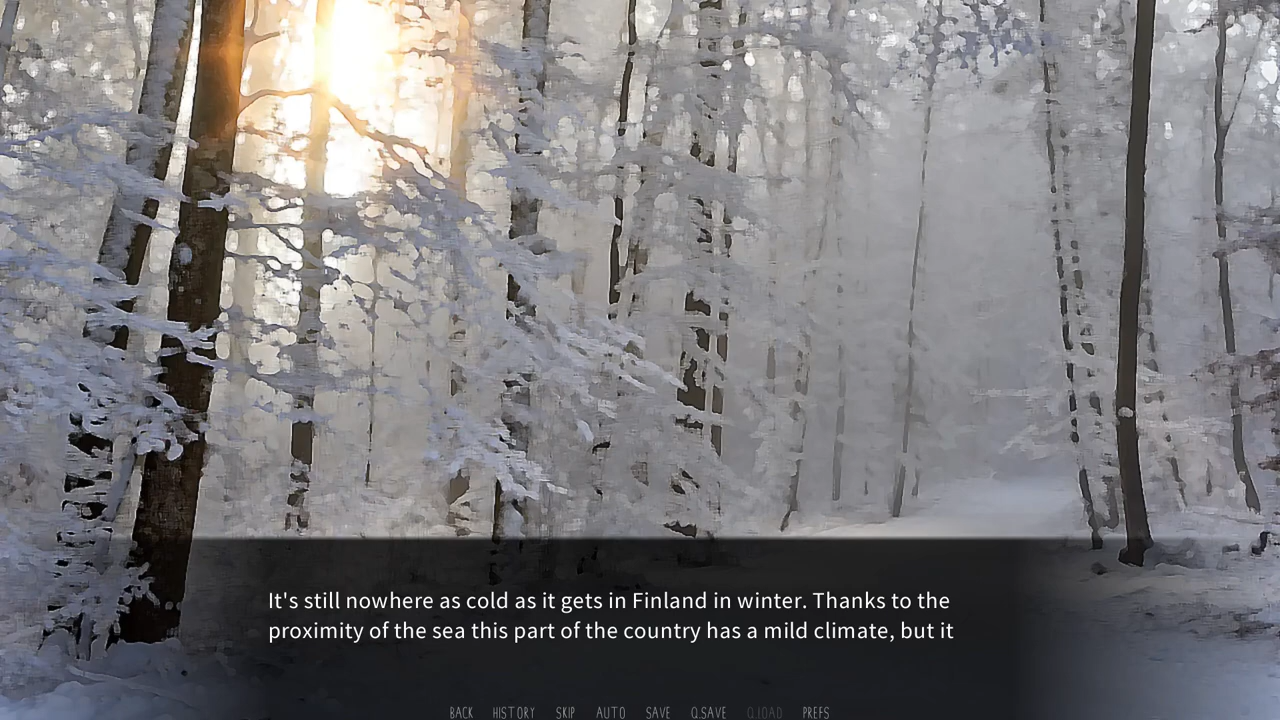 It's still nowhere as cold as it gets in Finland in winter. Thanks to the
proximity of the sea this part of the country has a mild climate, but it
BACK HISTORY SKIP AUTO SAVE Q.SAVE Q.LOAD PREFS